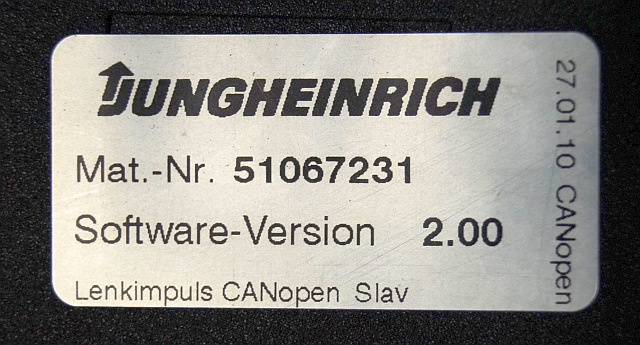 JUNGHEINRICH
Mat.-Nr. 51067231
Software-Version 2.00
Lenkimpuls CANopen Slav
27.01.10 CANopen